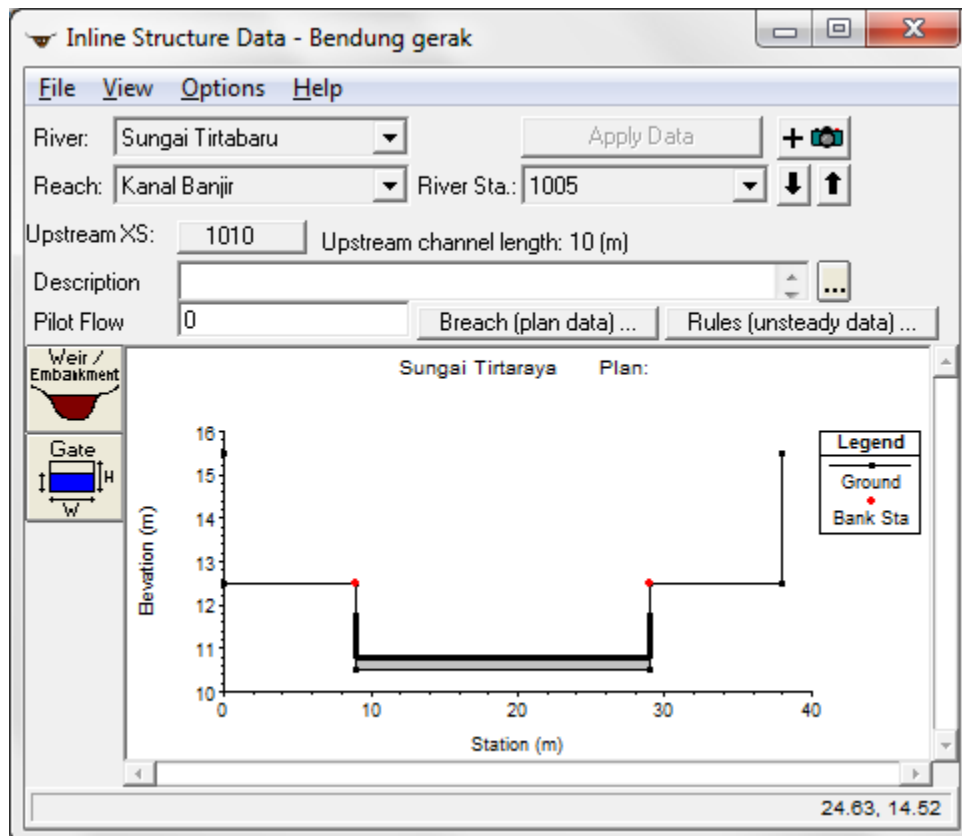 Inline Structure Data - Bendung gerak
File View Options Help
River: Sungai Tirtabaru Apply Data +
Reach: Kanal Banjir River Sta.: 1005
Upstream XS: 1010 Upstream channel length: 10 (m)
Description ...
Pilot Flow 0 Breach (plan data) ... Rules (unsteady data) ...
Weir /
Embankment
Gate
H
W
Sungai Tirtaraya Plan:
Elevation (m)
16
15
14
13
12
11
10
0 10 20 30 40
Station (m)
Legend
Ground
Bank Sta
24.63, 14.52